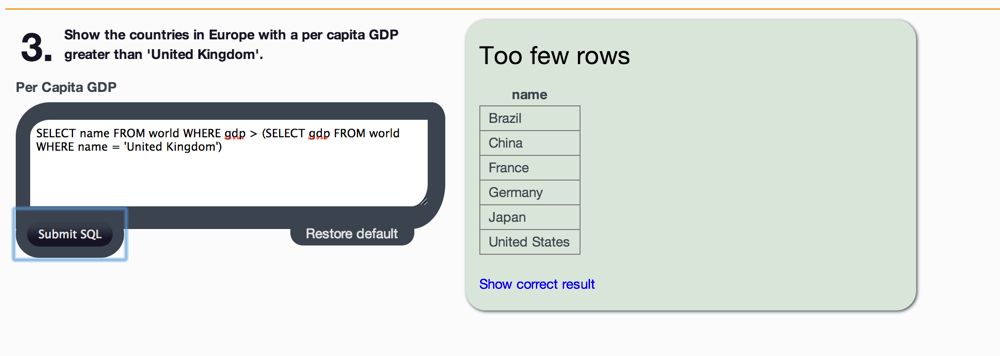 3.
Show the countries in Europe with a per capita GDP
greater than 'United Kingdom'.
Per Capita GDP
SELECT name FROM world WHERE gdp > (SELECT gdp FROM world
WHERE name = 'United Kingdom')
Submit SQL
Restore default
Too few rows
name
Brazil
China
France
Germany
Japan
United States
Show correct result